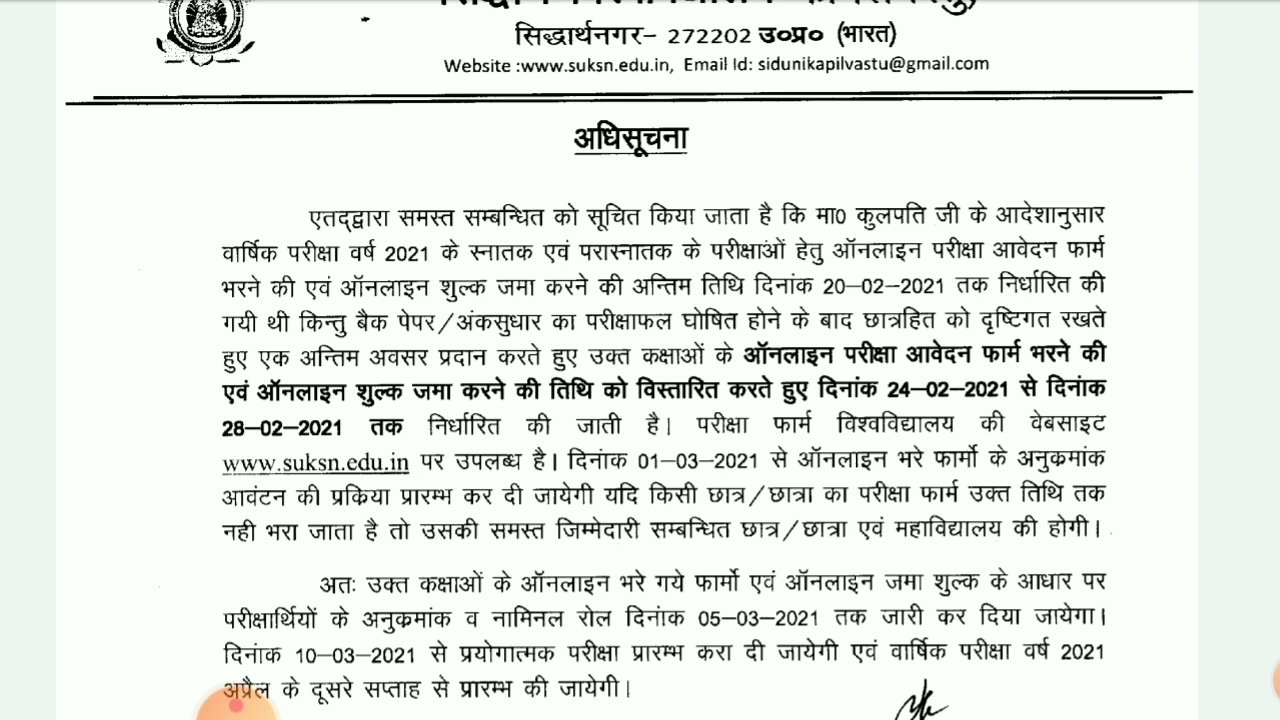 सिद्धार्थनगर– 272202 उ०प्र० (भारत)
Website :www.suksn.edu.in, Email Id: sidunikapilvastu@gmail.com
अधिसूचना
एतद्द्वारा समस्त सम्बन्धित को सूचित किया जाता है कि मा0 कुलपति जी के आदेशानुसार
वार्षिक परीक्षा वर्ष 2021 के स्नातक एवं परास्नातक के परीक्षाओं हेतु ऑनलाइन परीक्षा आवेदन फार्म
भरने की एवं ऑनलाइन शुल्क जमा करने की अन्तिम तिथि दिनांक 20–02–2021 तक निर्धारित की
गयी थी किन्तु बैक पेपर/अंकसुधार का परीक्षाफल घोषित होने के बाद छात्रहित को दृष्टिगत रखते
हुए एक अन्तिम अवसर प्रदान करते हुए उक्त कक्षाओं के ऑनलाइन परीक्षा आवेदन फार्म भरने की
एवं ऑनलाइन शुल्क जमा करने की तिथि को विस्तारित करते हुए दिनांक 24–02–2021 से दिनांक
28–02–2021 तक निर्धारित की जाती है। परीक्षा फार्म विश्वविद्यालय की वेबसाइट
www.suksn.edu.in पर उपलब्ध है। दिनांक 01–03–2021 से ऑनलाइन भरे फार्मो के अनुकमांक
आवंटन की प्रकिया प्रारम्भ कर दी जायेगी यदि किसी छात्र/छात्रा का परीक्षा फार्म उक्त तिथि तक
नही भरा जाता है तो उसकी समस्त जिम्मेदारी सम्बन्धित छात्र/छात्रा एवं महाविद्यालय की होगी।
अतः उक्त कक्षाओं के ऑनलाइन भरे गये फार्मो एवं ऑनलाइन जमा शुल्क के आधार पर
परीक्षार्थियों के अनुकमांक व नामिनल रोल दिनांक 05–03–2021 तक जारी कर दिया जायेगा।
दिनांक 10–03–2021 से प्रयोगात्मक परीक्षा प्रारम्भ करा दी जायेगी एवं वार्षिक परीक्षा वर्ष 2021
अप्रैल के दूसरे सप्ताह से प्रारम्भ की जायेगी।